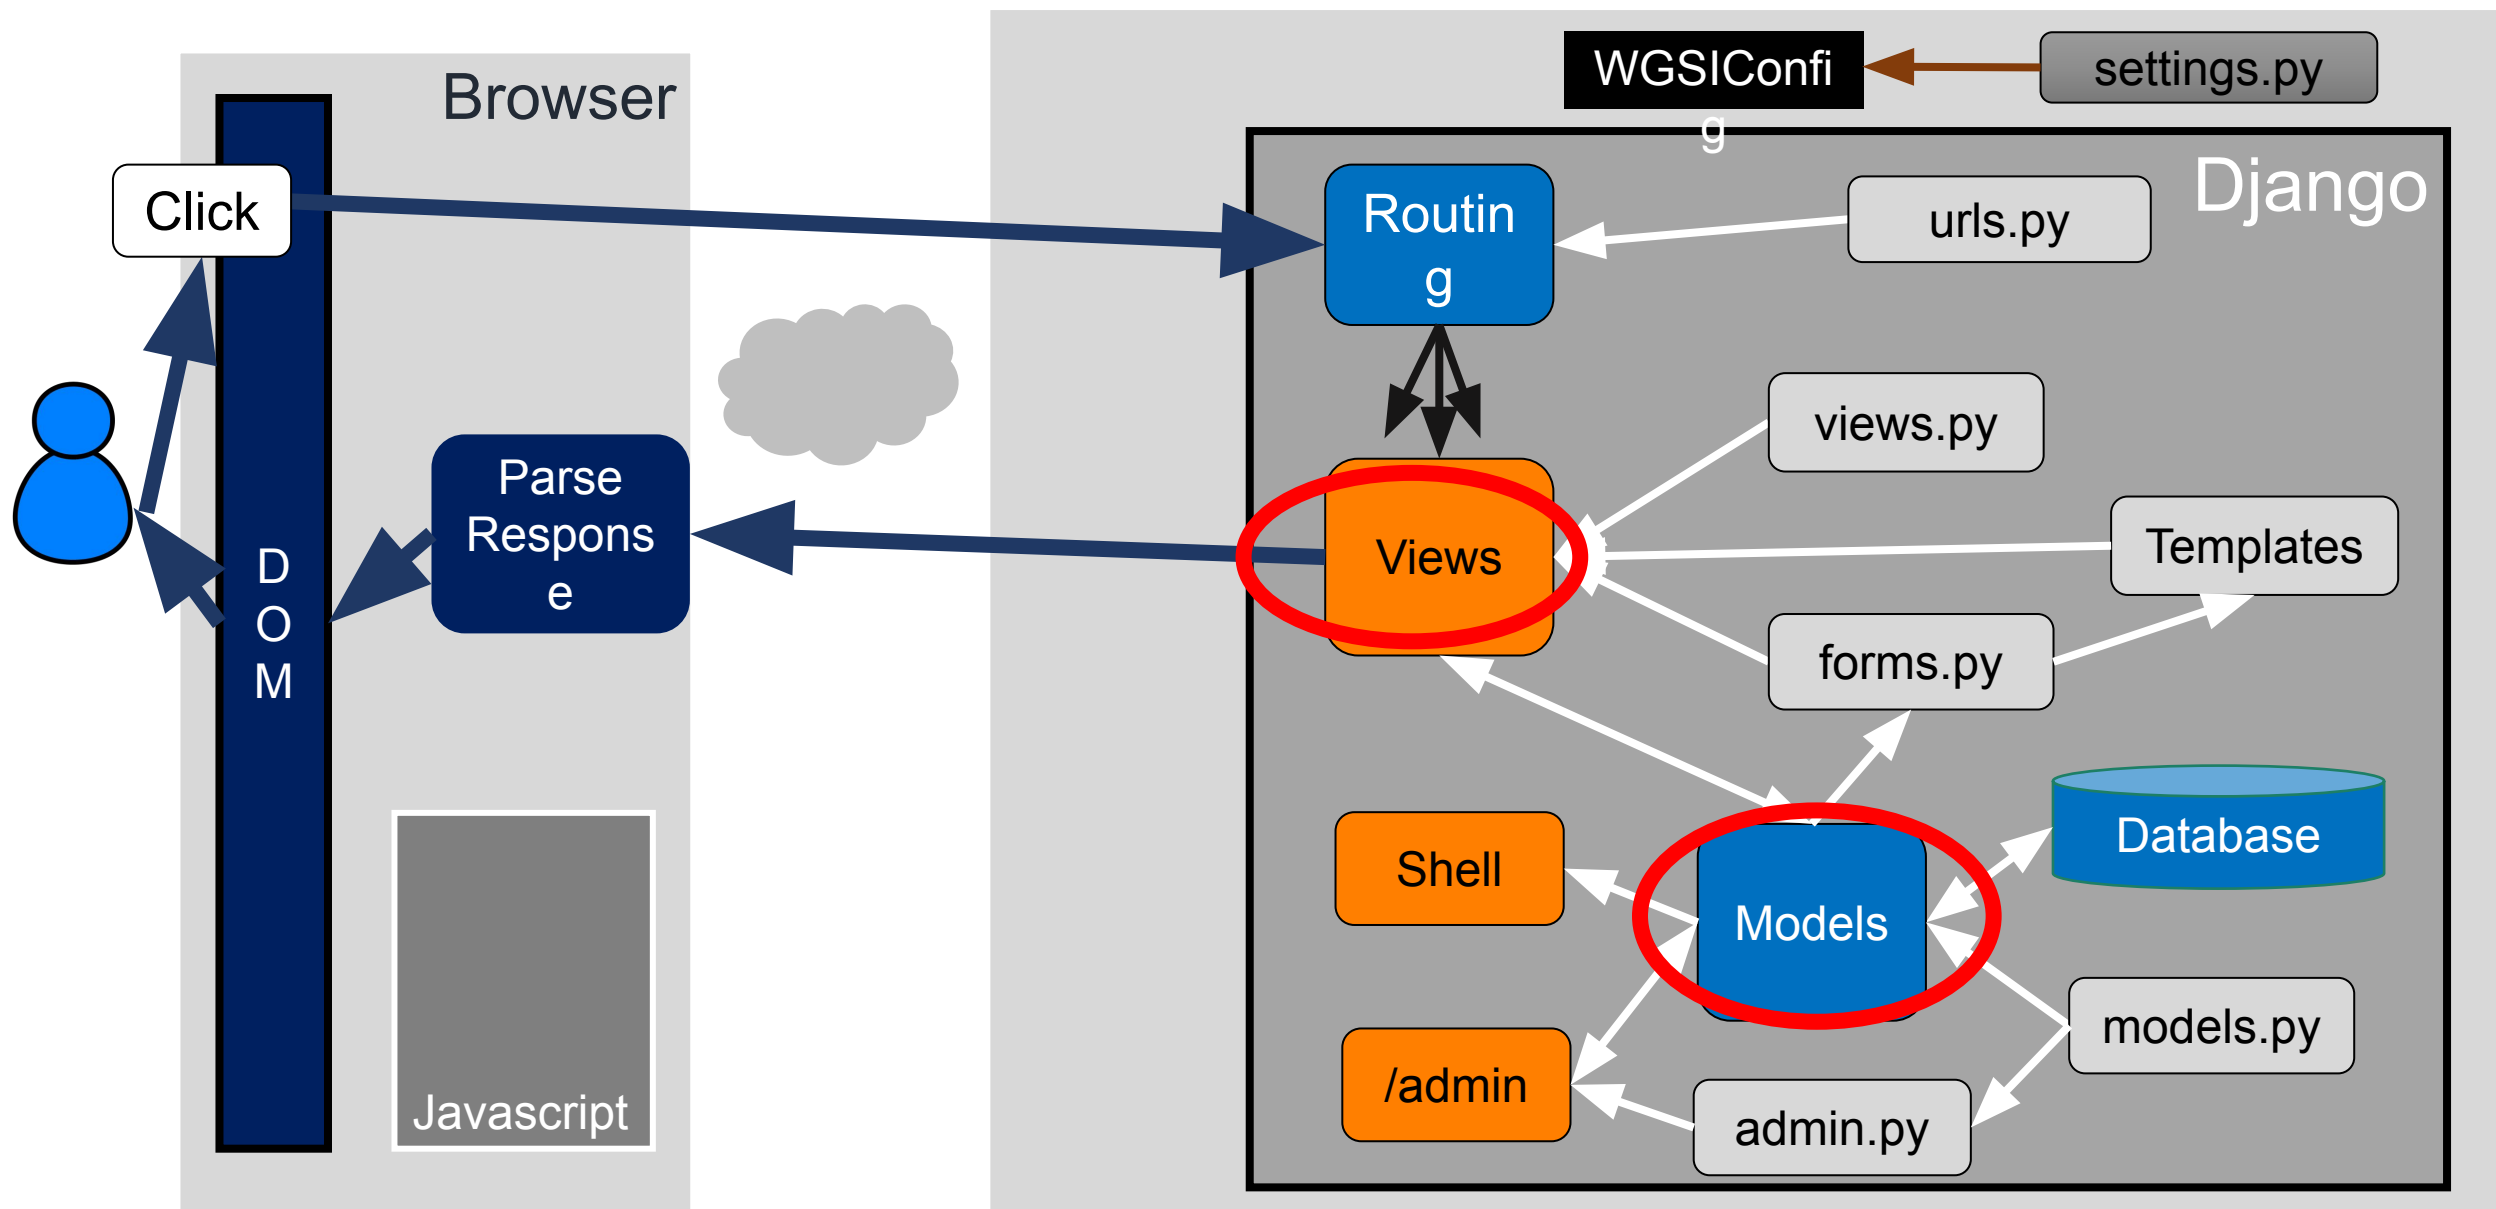 Browser
Click
D
O
M
Parse
Respons
e
Javascript
WGSIConfi
g
settings.py
Django
Routin
g
urls.py
views.py
Views
Templates
forms.py
Shell
Database
Models
/admin
models.py
admin.py